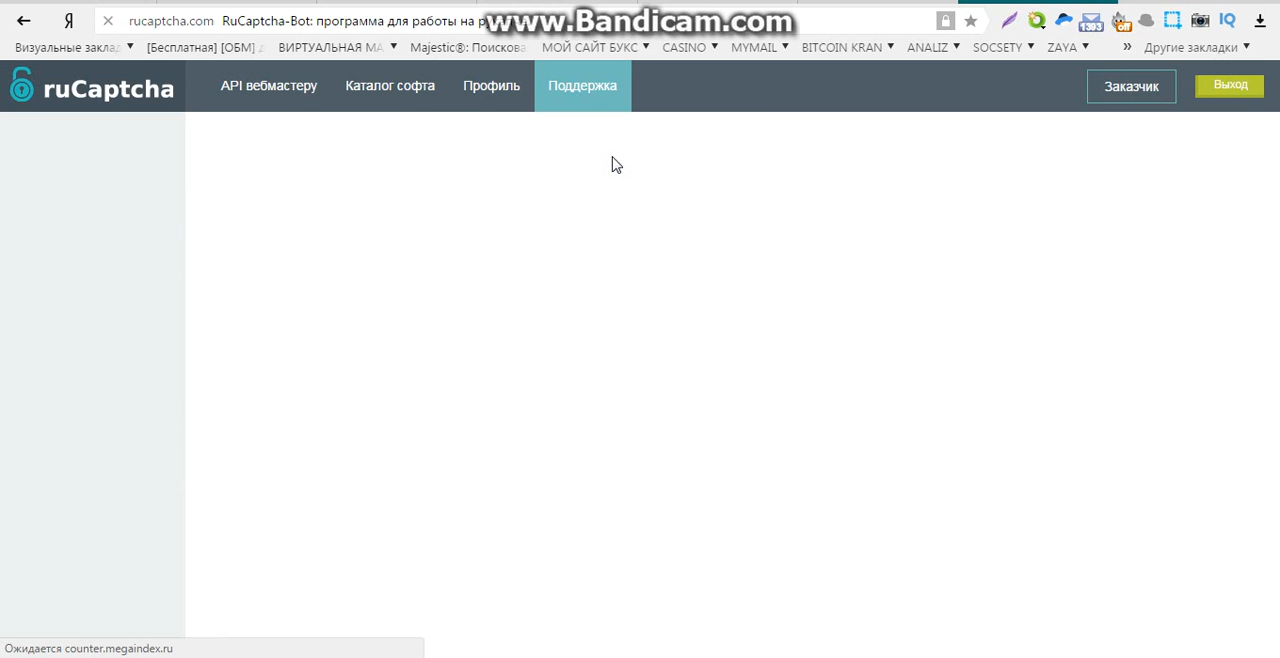 www.Bandicam.com
Я rucaptcha.com RuCaptcha-Bot: программа для работы на
Визуальные заклад [Бесплатная] [ОБМ] ВИРТУАЛЬНАЯ МА Majestic®: Поискова МОЙ САЙТ БУКС CASINO MYMAIL BITCOIN KRAN ANALIZ SOCSETY ZAYA » Другие закладки
ruCaptcha API вебмастеру Каталог софта Профиль Поддержка Заказчик Выход
Ожидается counter.megaindex.ru